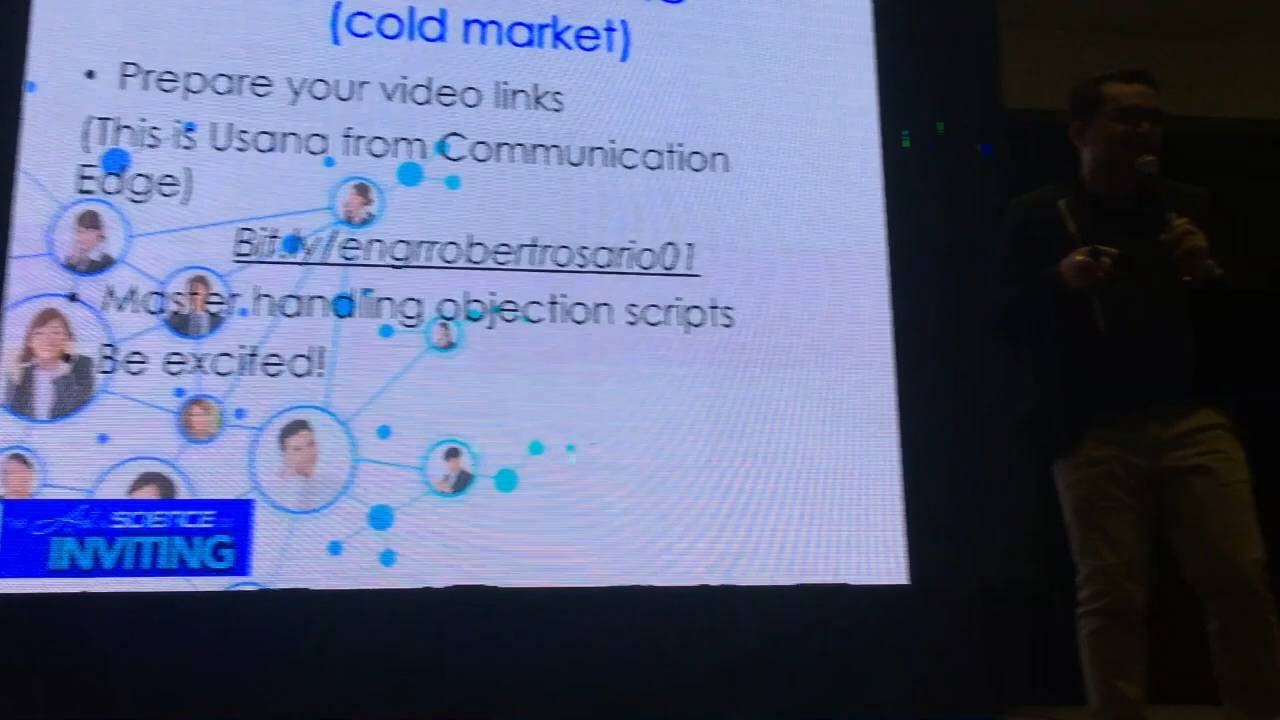 (cold market)
• Prepare your video links
(This is Usana from Communication
Edge)
Bit.ly/engrrobertrosario01
• Master handling objection scripts
• Be excited!
Art SCIENCE
INVITING